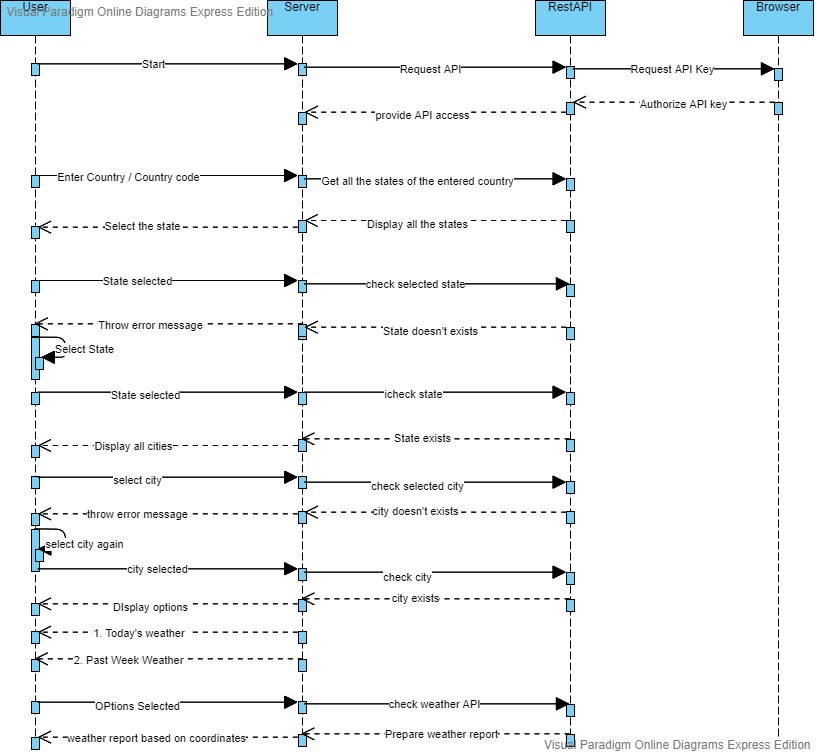 User
Visual Paradigm Online Diagrams Express Edition
Server
RestAPI
Browser
Start
Request API
Request API Key
Authorize API key
provide API access
Enter Country / Country code
Get all the states of the entered country
Display all the states
Select the state
State selected
check selected state
Throw error message
State doesn't exists
Select State
State selected
icheck state
State exists
Display all cities
select city
check selected city
city doesn't exists
throw error message
select city again
city selected
check city
city exists
DIsplay options
1. Today's weather
2. Past Week Weather
OPtions Selected
check weather API
Prepare weather report
weather report based on coordinates
Visual Paradigm Online Diagrams Express Edition